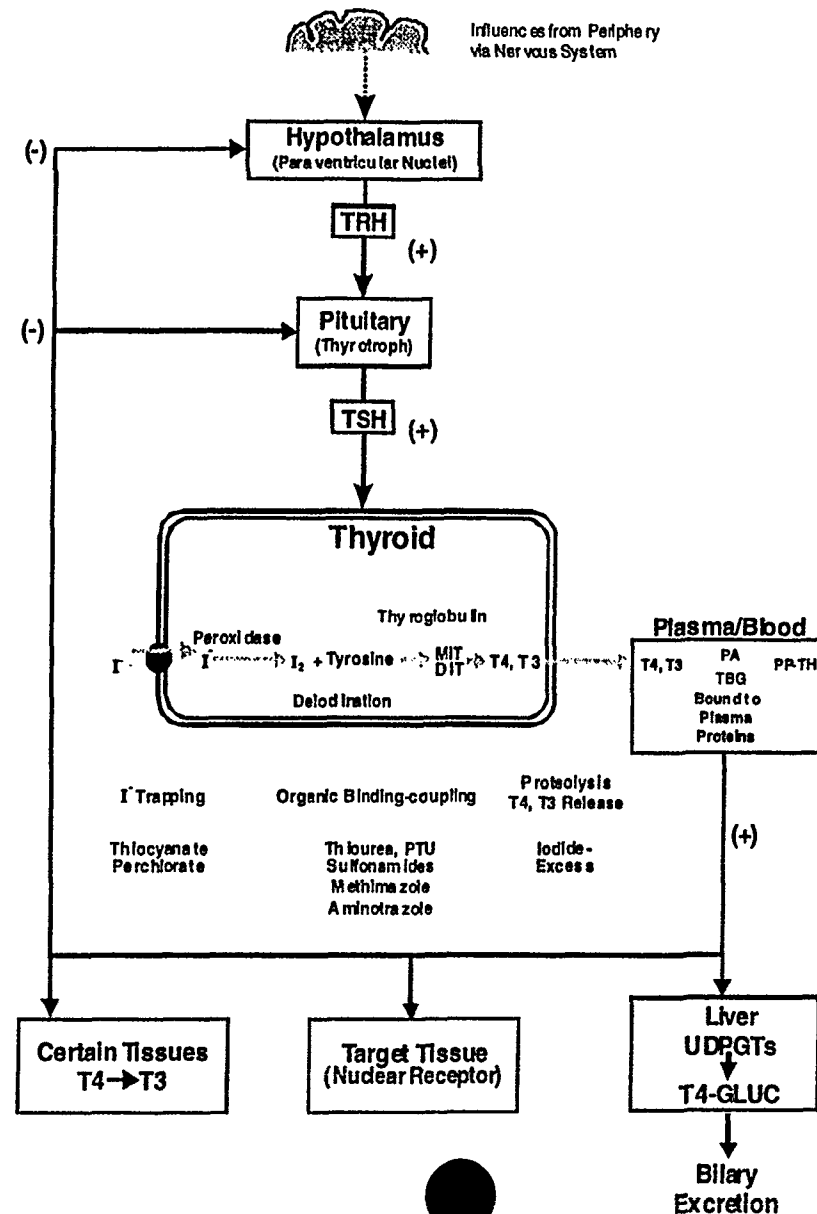 Influences from Periphery
via Nervous System
Hypothalamus
(Paraventricular Nuclei)
(-)
TRH
(+)
(-)
Pituitary
(Thyrotroph)
TSH
(+)
Thyroid
Thyroglobulin
Peroxidase
I⁻ I⁻ I₂ + Tyrosine MIT DIT T4, T3
Deiodination
Plasma/Blood
T4, T3 PA PP-TH
TBG
Bound to
Plasma
Proteins
I⁻ Trapping
Organic Binding-coupling
Proteolysis
T4, T3 Release
Thiocyanate
Perchlorate
Thiourea, PTU
Sulfonamides
Methimazole
Aminotrazole
Iodide-
Excess
(+)
Certain Tissues
T4→T3
Target Tissue
(Nuclear Receptor)
Liver
UDPGTs
T4-GLUC
Bilary
Excretion